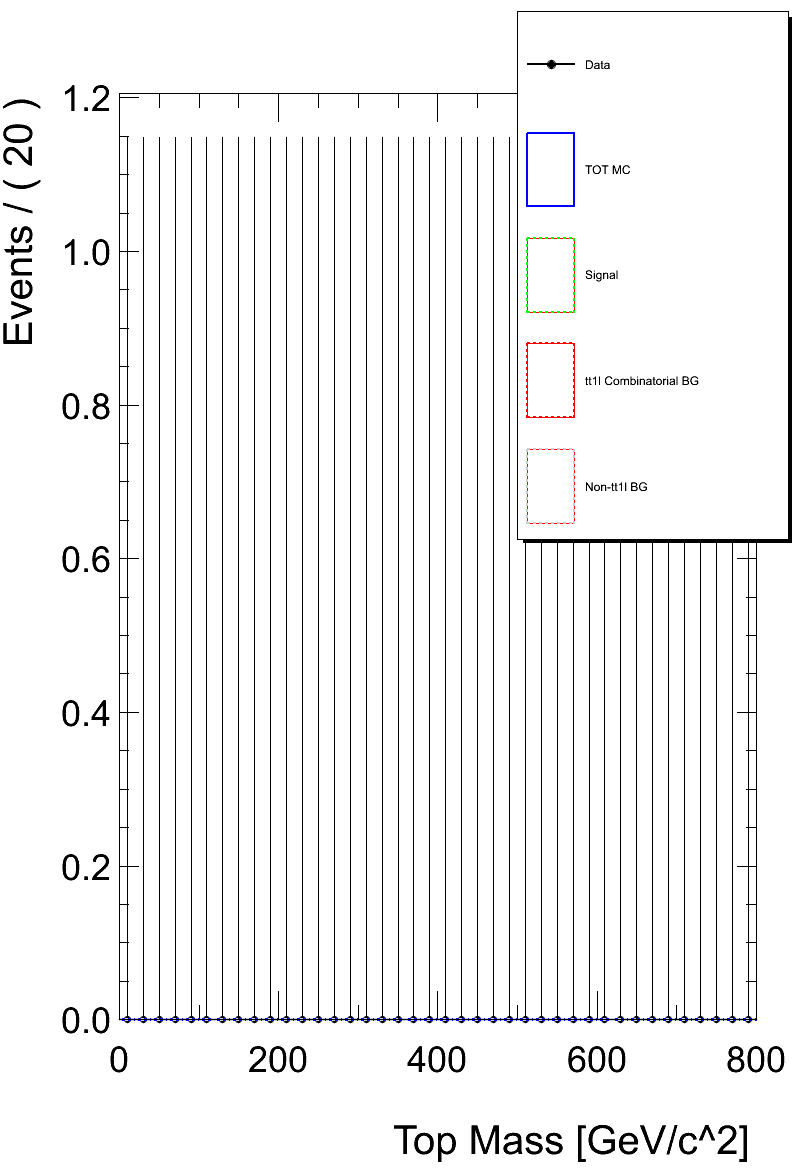 Data
TOT MC
Signal
tt1l Combinatorial BG
Non-tt1l BG
Events / ( 20 )
1.2
1.0
0.8
0.6
0.4
0.2
0.0
0 200 400 600 800
Top Mass [GeV/c^2]